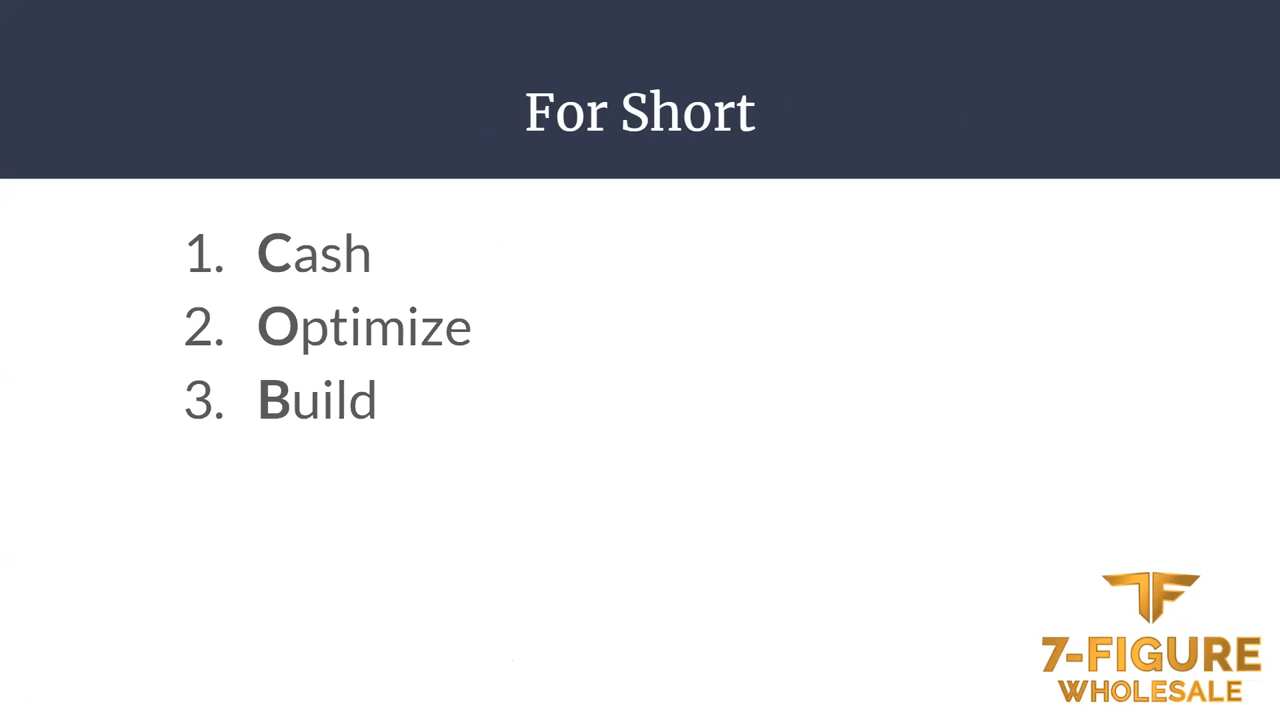 For Short
1. Cash
2. Optimize
3. Build
7-FIGURE
WHOLESALE